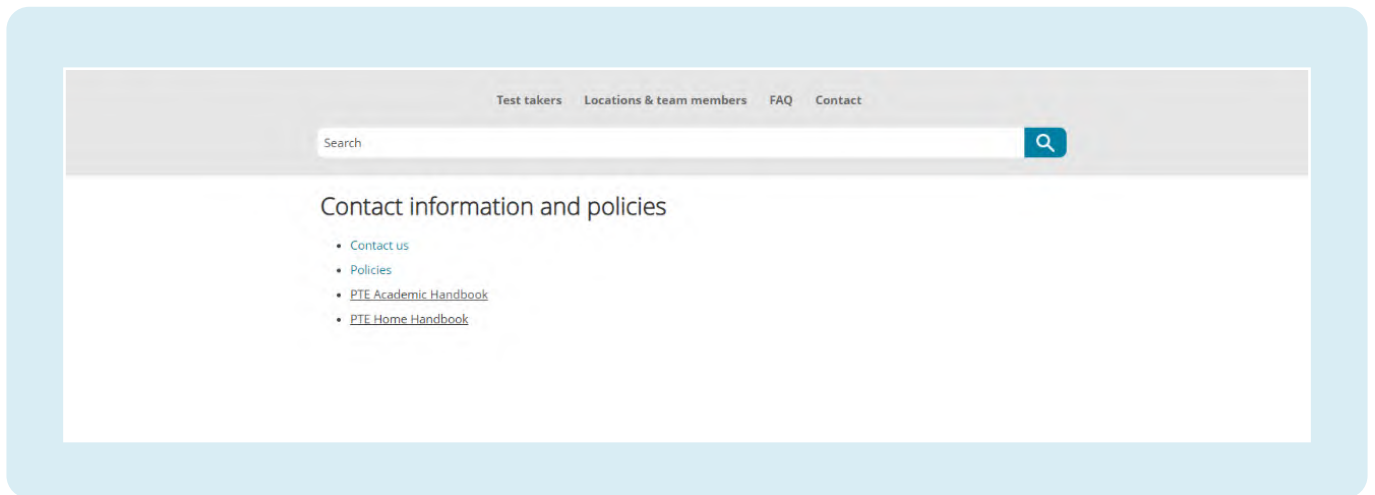 Test takers Locations & team members FAQ Contact
Search
Contact information and policies
• Contact us
• Policies
• PTE Academic Handbook
• PTE Home Handbook